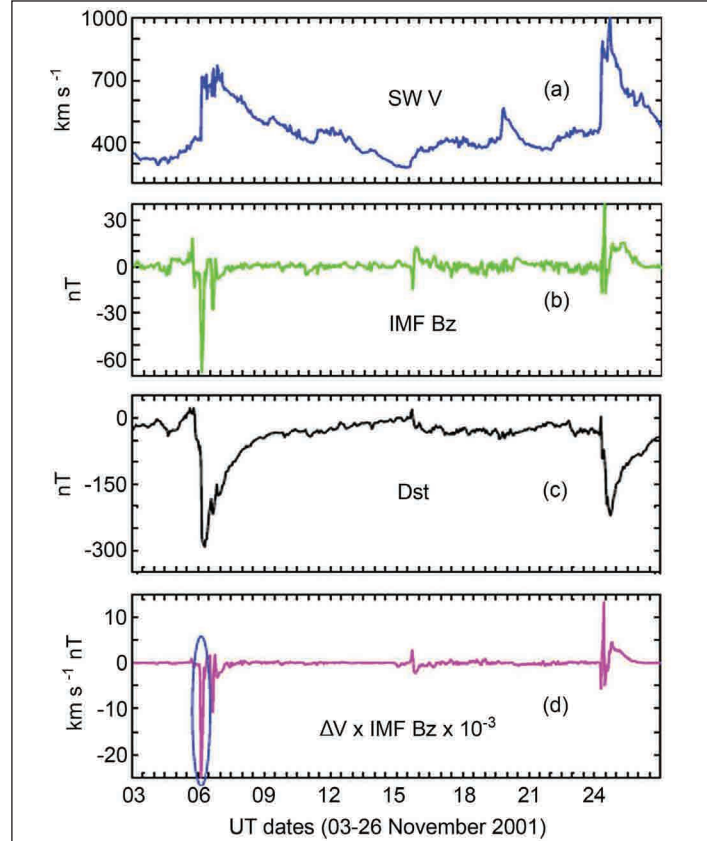 1000
700
400
km s⁻¹
SW V
(a)
30
0
-30
-60
nT
IMF Bz
(b)
0
-150
-300
nT
Dst
(c)
10
0
-10
-20
km s⁻¹ nT
ΔV x IMF Bz x 10⁻³
(d)
03 06 09 12 15 18 21 24
UT dates (03-26 November 2001)